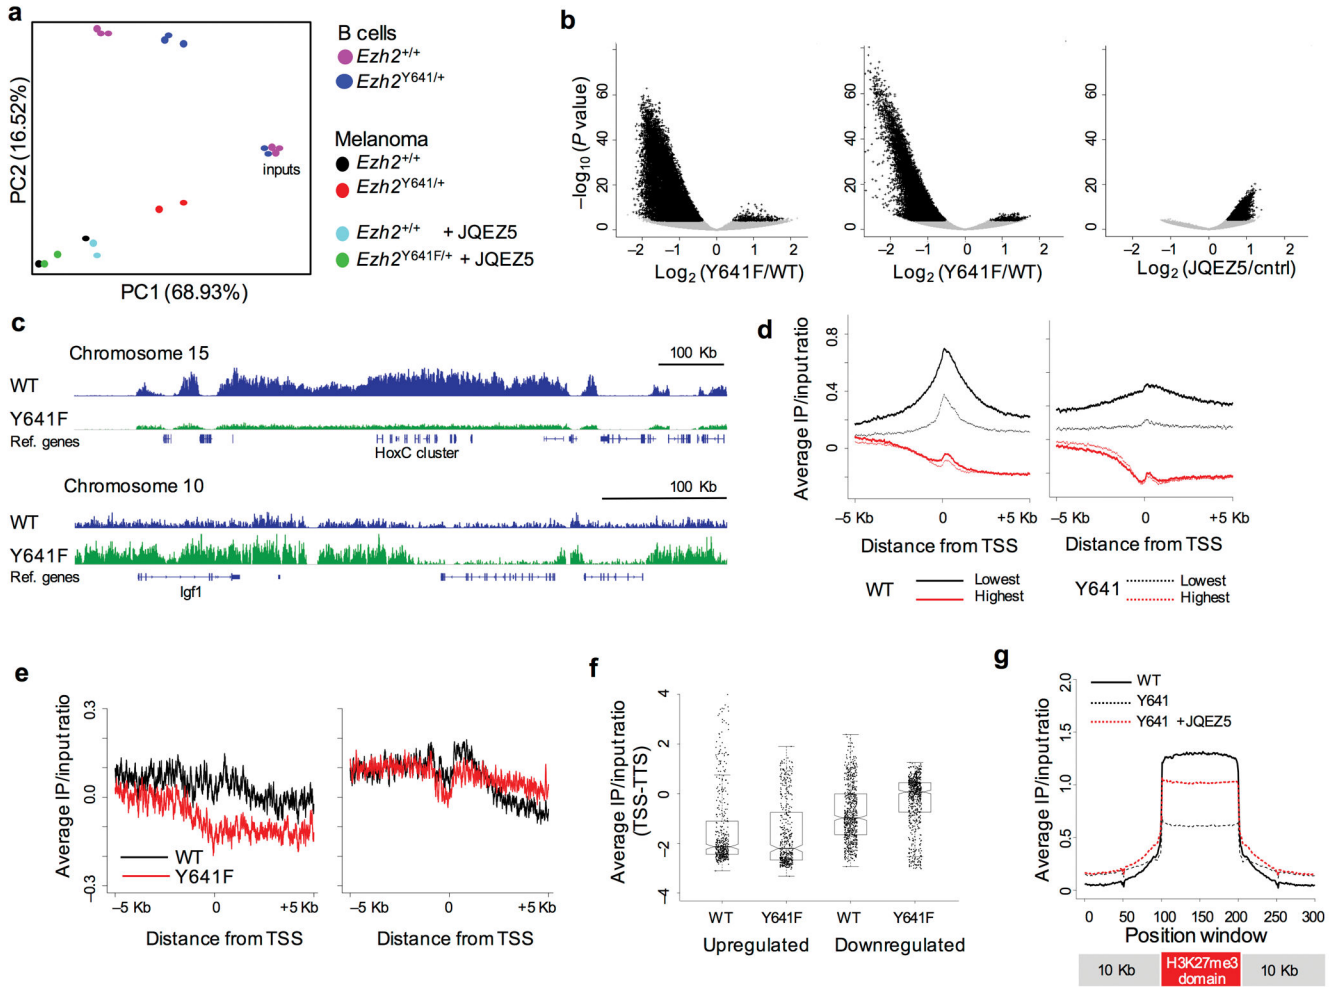 a
PC2 (16.52%)
PC1 (68.93%)
inputs
B cells
Ezh2+/+
Ezh2Y641/+
Melanoma
Ezh2+/+
Ezh2Y641/+
Ezh2+/+ + JQEZ5
Ezh2Y641F/+ + JQEZ5
b
−log10 (P value)
0 20 40 60
−2 −1 0 1 2
Log2 (Y641F/WT)
0 20 40 60
−2 −1 0 1 2
Log2 (Y641F/WT)
0 20 40 60
−2 −1 0 1 2
Log2 (JQEZ5/cntrl)
c
Chromosome 15
100 Kb
WT
Y641F
Ref. genes
HoxC cluster
Chromosome 10
100 Kb
WT
Y641F
Ref. genes
Igf1
d
Average IP/input ratio
0 0.4 0.8
−5 Kb 0 +5 Kb
Distance from TSS
−5 Kb 0 +5 Kb
Distance from TSS
WT
Lowest
Highest
Y641
Lowest
Highest
e
Average IP/input ratio
0.3
0.0
−0.3
WT
Y641F
−5 Kb 0 +5 Kb
Distance from TSS
−5 Kb 0 +5 Kb
Distance from TSS
f
Average IP/input ratio
(TSS-TTS)
4
2
0
−2
−4
WT Y641F WT Y641F
Upregulated Downregulated
g
Average IP/input ratio
2.0
1.5
1.0
0.5
0
WT
Y641
Y641 +JQEZ5
0 50 100 200 250 300
Position window
10 Kb
H3K27me3
domain
10 Kb